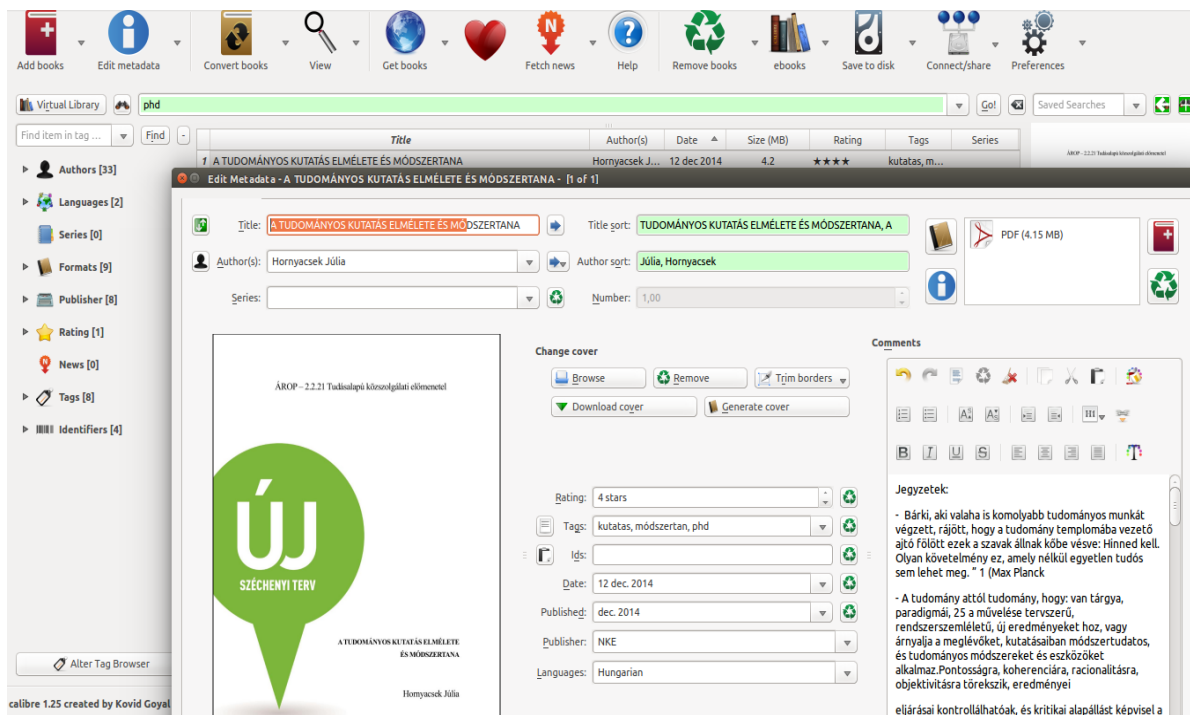 Add books Edit metadata Convert books View Get books Fetch news Help Remove books ebooks Save to disk Connect/share Preferences
Virtual Library phd Go! Saved Searches
Find item in tag ... Find - Title Author(s) Date Size (MB) Rating Tags Series
1 A TUDOMÁNYOS KUTATÁS ELMÉLETE ÉS MÓDSZERTANA Hornyacsek J... 12 dec 2014 4.2 ★★★★ kutatas, m...
ÁROP – 2.2.21 Tudásalapú közszolgálati előmenetel
Authors [33]
Languages [2]
Series [0]
Formats [9]
Publisher [8]
Rating [1]
News [0]
Tags [8]
Identifiers [4]
Alter Tag Browser
calibre 1.25 created by Kovid Goyal
Edit Metadata - A TUDOMÁNYOS KUTATÁS ELMÉLETE ÉS MÓDSZERTANA - [1 of 1]
Title: A TUDOMÁNYOS KUTATÁS ELMÉLETE ÉS MÓDSZERTANA Title sort: TUDOMÁNYOS KUTATÁS ELMÉLETE ÉS MÓDSZERTANA, A
Author(s): Hornyacsek Júlia Author sort: Júlia, Hornyacsek
Series: Number: 1,00
PDF (4.15 MB)
ÁROP – 2.2.21 Tudásalapú közszolgálati előmenetel
ÚJ
SZÉCHENYI TERV
A TUDOMÁNYOS KUTATÁS ELMÉLETE
ÉS MÓDSZERTANA
Hornyacsek Júlia
Change cover
Browse Remove Trim borders
Download cover Generate cover
Rating: 4 stars
Tags: kutatas, módszertan, phd
Ids:
Date: 12 dec. 2014
Published: dec. 2014
Publisher: NKE
Languages: Hungarian
Comments
Jegyzetek:
- Bárki, aki valaha is komolyabb tudományos munkát
végzett, rájött, hogy a tudomány templomába vezető
ajtó fölött ezek a szavak állnak kőbe vésve: Hinned kell.
Olyan követelmény ez, amely nélkül egyetlen tudós
sem lehet meg. " 1 (Max Planck
- A tudomány attól tudomány, hogy: van tárgya,
paradigmái, 25 a művelése tervszerű,
rendszerszemléletű, új eredményeket hoz, vagy
árnyalja a meglévőket, kutatásaiban módszertudatos,
és tudományos módszereket és eszközöket
alkalmaz.Pontosságra, koherenciára, racionalitásra,
objektivitásra törekszik, eredményei
eljárásai kontrollálhatóak, és kritikai alapállást képvisel a